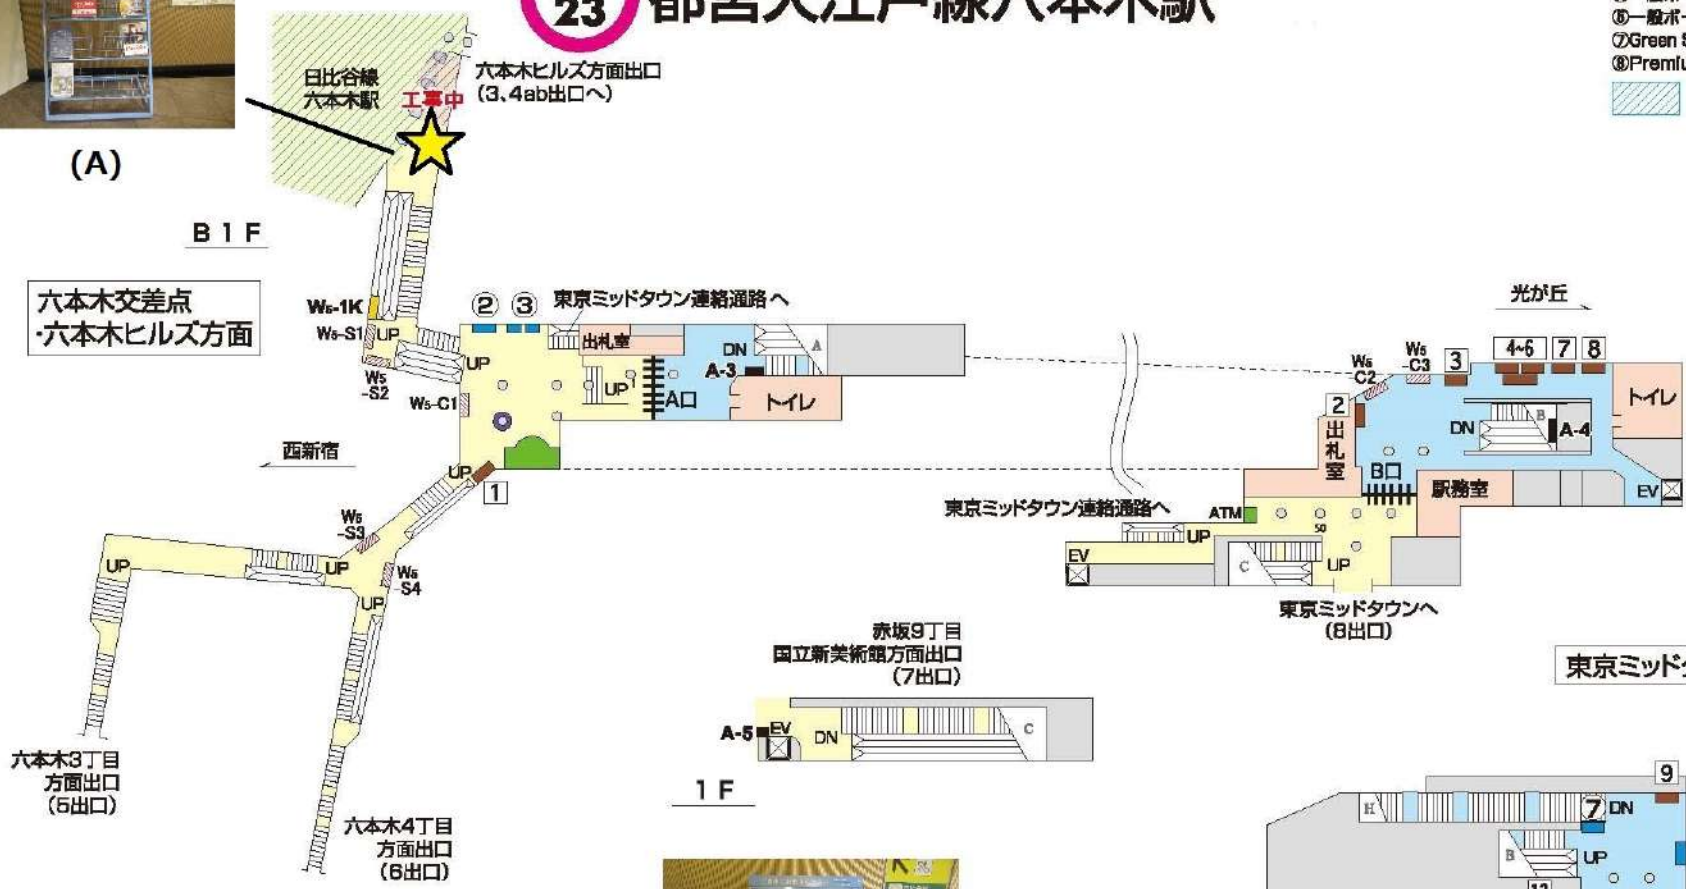 23
都営大江戸線六本木駅
⑦Green S
⑧Premiu
日比谷線
六本木駅
工事中
六本木ヒルズ方面出口
(3、4ab出口へ)
(A)
B1F
六本木交差点
・六本木ヒルズ方面
W5-1K
W5-S1
UP
W5
-S2
UP
② ③
東京ミッドタウン連絡通路へ
出札室
DN
A
A-3
UP
A口
トイレ
W5-C1
西新宿
UP
1
W5
-S3
UP
UP
W5
-S4
UP
六本木3丁目
方面出口
(5出口)
六本木4丁目
方面出口
(6出口)
光が丘
W5
C2
W5
-C3
3
4~6
7
8
トイレ
2
出札室
DN
B
A-4
B口
駅務室
EV
東京ミッドタウン連絡通路へ
ATM
50
UP
EV
C
UP
東京ミッドタウンへ
(8出口)
赤坂9丁目
国立新美術館方面出口
(7出口)
A-5
EV
DN
C
1F
東京ミッド
9
H
⑦
DN
B
UP